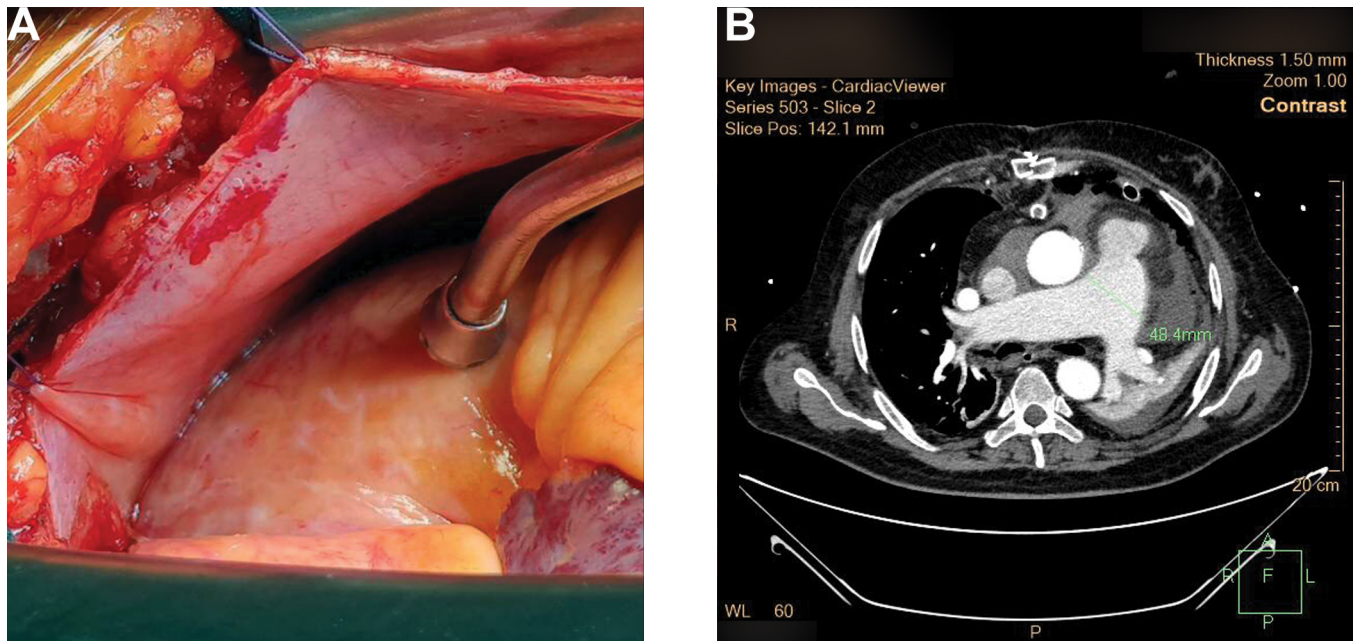 A
B
Key Images - CardiacViewer
Series 503 - Slice 2
Slice Pos: 142.1 mm
Thickness 1.50 mm
Zoom 1.00
Contrast
R
48.4mm
20 cm
A
R F L
P
WL 60
P